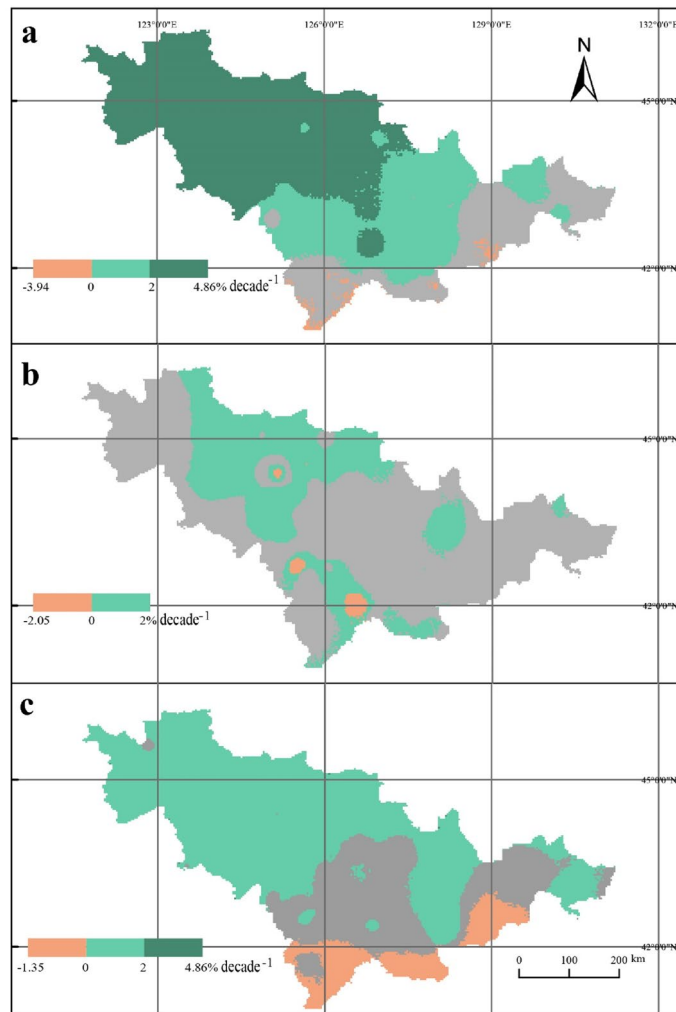 123°0'0"E 126°0'0"E 129°0'0"E 132°0'0"E
a
N
45°0'0"N
42°0'0"N
-3.94 0 2 4.86% decade-1
b
45°0'0"N
42°0'0"N
-2.05 0 2% decade-1
c
45°0'0"N
42°0'0"N
-1.35 0 2 4.86% decade-1
0 100 200 km